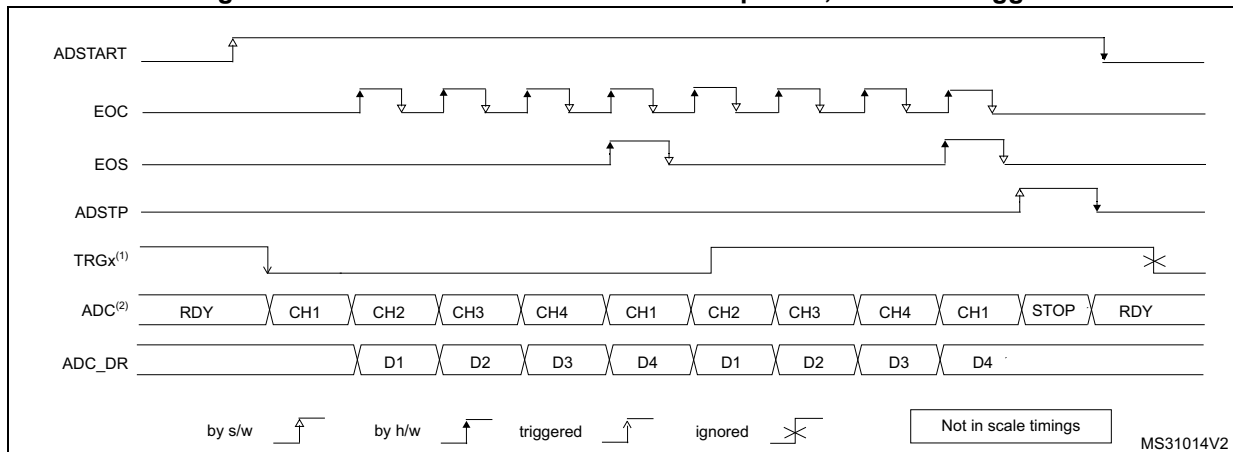 ADSTART
EOC
EOS
ADSTP
TRGx(1)
ADC(2) RDY CH1 CH2 CH3 CH4 CH1 CH2 CH3 CH4 CH1 STOP RDY
ADC_DR D1 D2 D3 D4 D1 D2 D3 D4
by s/w by h/w triggered ignored Not in scale timings
MS31014V2